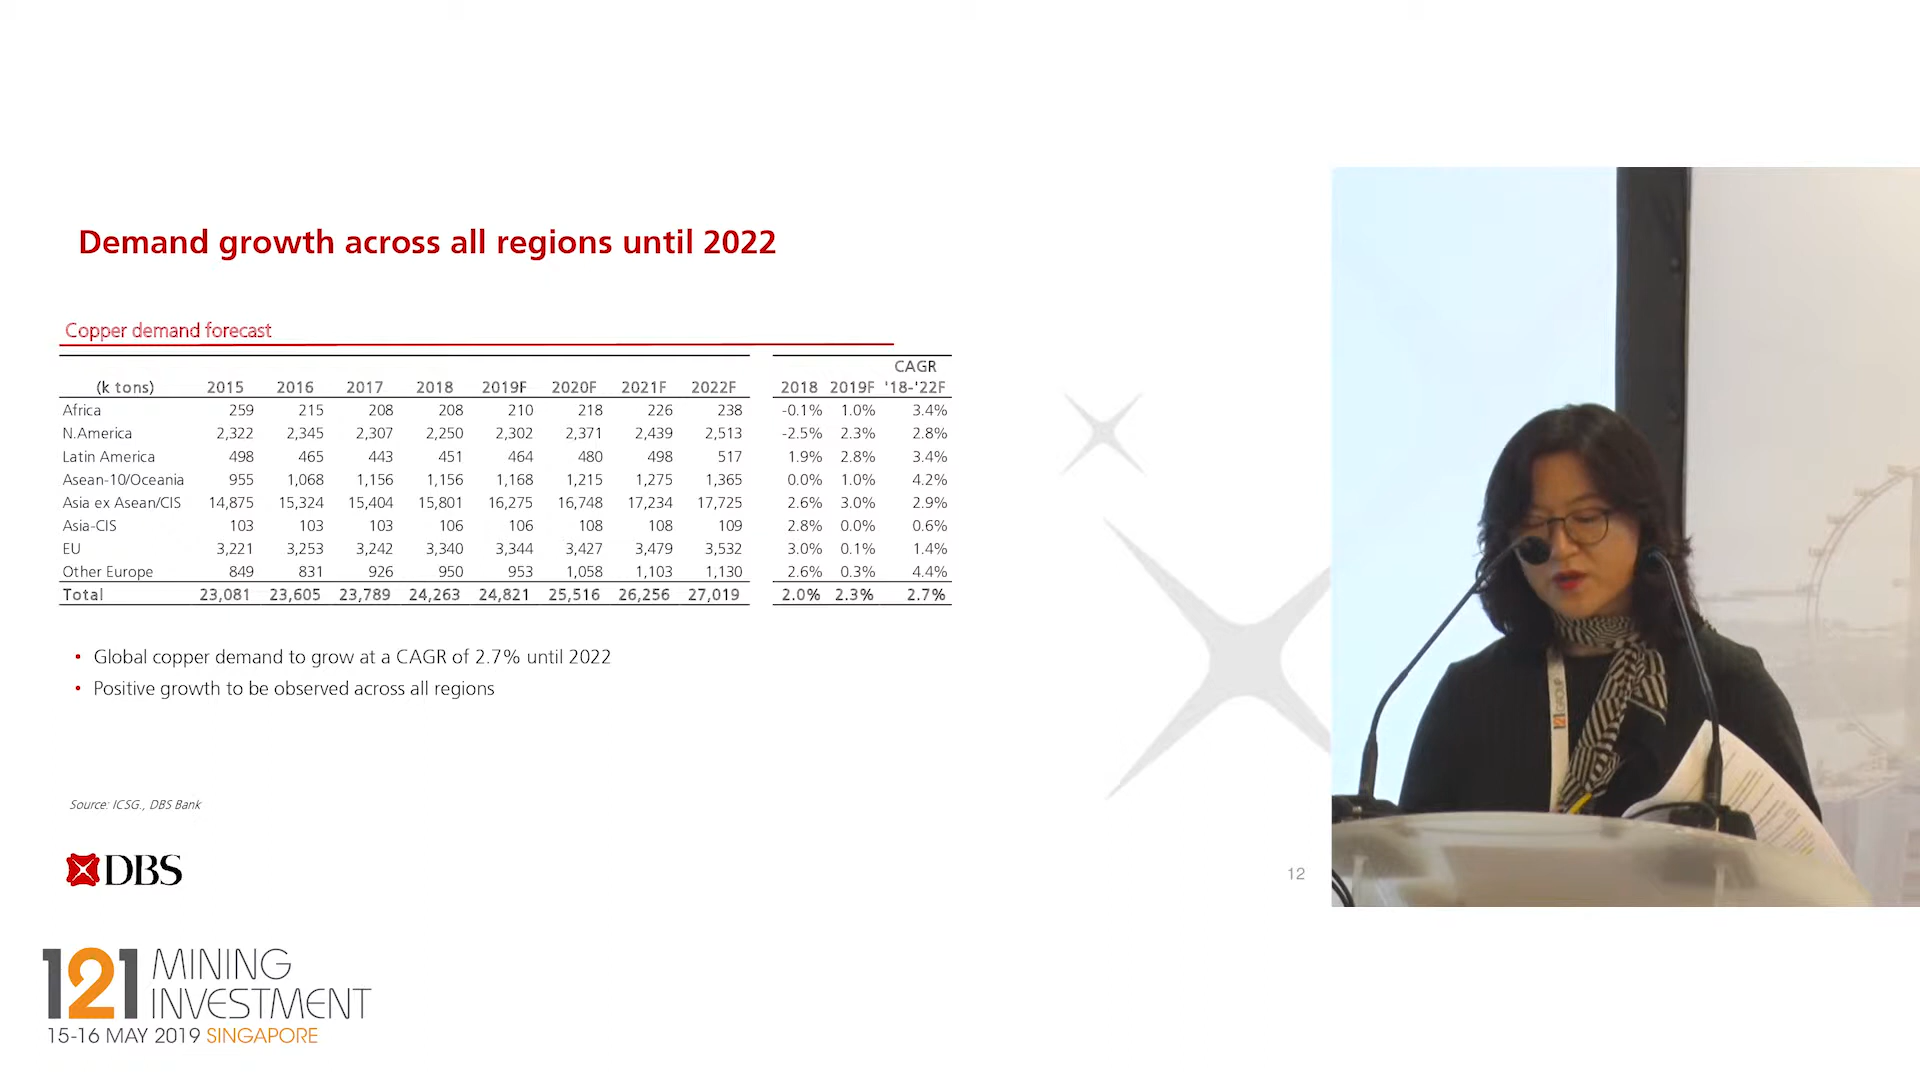 Demand growth across all regions until 2022
Copper demand forecast
CAGR
(k tons) 2015 2016 2017 2018 2019F 2020F 2021F 2022F 2018 2019F '18-'22F
Africa 259 215 208 208 210 218 226 238 -0.1% 1.0% 3.4%
N.America 2,322 2,345 2,307 2,250 2,302 2,371 2,439 2,513 -2.5% 2.3% 2.8%
Latin America 498 465 443 451 464 480 498 517 1.9% 2.8% 3.4%
Asean-10/Oceania 955 1,068 1,156 1,156 1,168 1,215 1,275 1,365 0.0% 1.0% 4.2%
Asia ex Asean/CIS 14,875 15,324 15,404 15,801 16,275 16,748 17,234 17,725 2.6% 3.0% 2.9%
Asia-CIS 103 103 103 106 106 108 108 109 2.8% 0.0% 0.6%
EU 3,221 3,253 3,242 3,340 3,344 3,427 3,479 3,532 3.0% 0.1% 1.4%
Other Europe 849 831 926 950 953 1,058 1,103 1,130 2.6% 0.3% 4.4%
Total 23,081 23,605 23,789 24,263 24,821 25,516 26,256 27,019 2.0% 2.3% 2.7%
• Global copper demand to grow at a CAGR of 2.7% until 2022
• Positive growth to be observed across all regions
Source: ICSG., DBS Bank
DBS
12
121 MINING
INVESTMENT
15-16 MAY 2019 SINGAPORE
121 GROUP